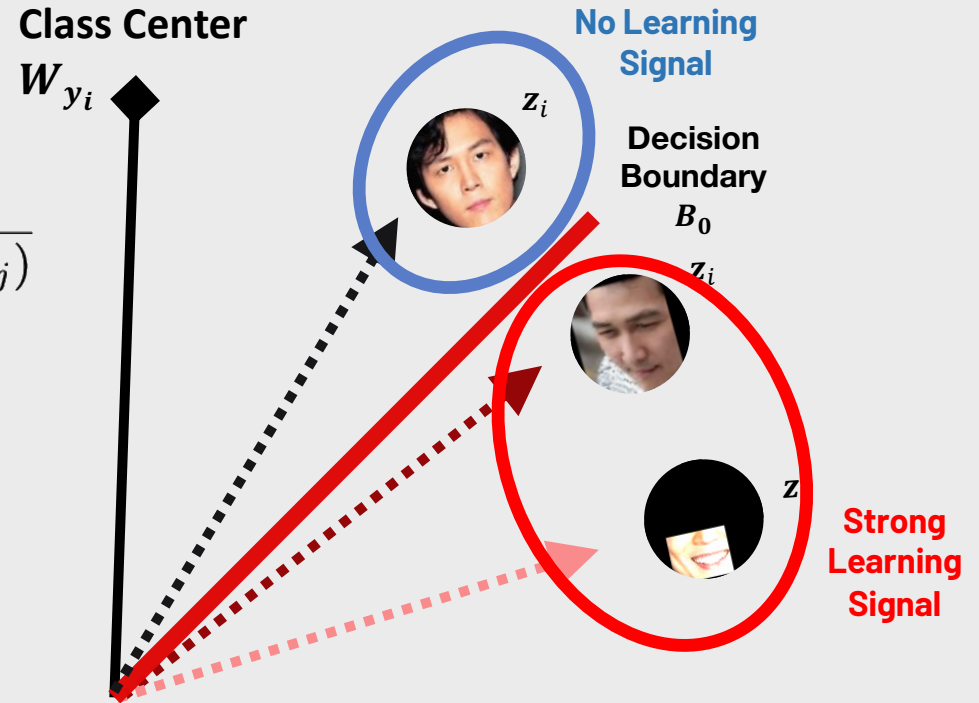 Class Center
W_{y_i}
No Learning
Signal
z_i
Decision
Boundary
B_0
z_i
j)
z
Strong
Learning
Signal